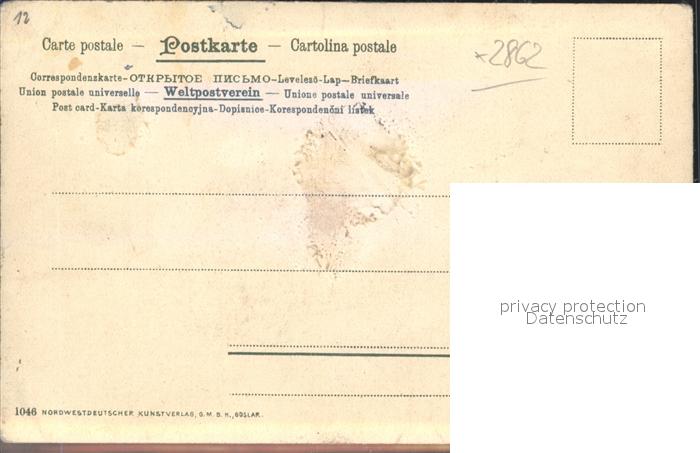 12
Carte postale — Postkarte — Cartolina postale
×2862
Correspondenzkarte-ОТКРЫТОЕ ПИСЬМО-Levelező-Lap-Briefkaart
Union postale universelle — Weltpostverein — Unione postale universale
Post card-Karta korespondencyjna-Dopisnice-Korespondenční lístek
privacy protection
Datenschutz
1046 NORDWESTDEUTSCHER KUNSTVERLAG, G. M. B. H., GOSLAR.